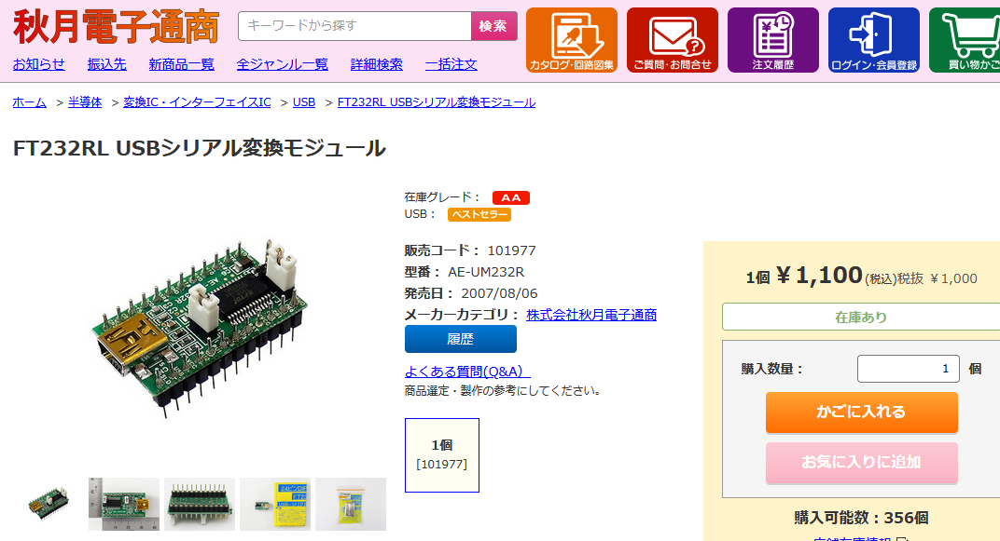 秋月電子通商
キーワードから探す
検索
カタログ・回路図集
ご質問・お問合せ
注文履歴
ログイン・会員登録
買い物かご
お知らせ 振込先 新商品一覧 全ジャンル一覧 詳細検索 一括注文
ホーム > 半導体 > 変換IC・インターフェイスIC > USB > FT232RL USBシリアル変換モジュール
FT232RL USBシリアル変換モジュール
在庫グレード： AA
USB： ベストセラー
販売コード： 101977
型番： AE-UM232R
発売日： 2007/08/06
メーカーカテゴリ： 株式会社秋月電子通商
履歴
よくある質問(Q&A)
商品選定・製作の参考にしてください。
1個
[101977]
1個 ￥1,100(税込)税抜 ￥1,000
在庫あり
購入数量： 1 個
かごに入れる
お気に入りに追加
購入可能数：356個